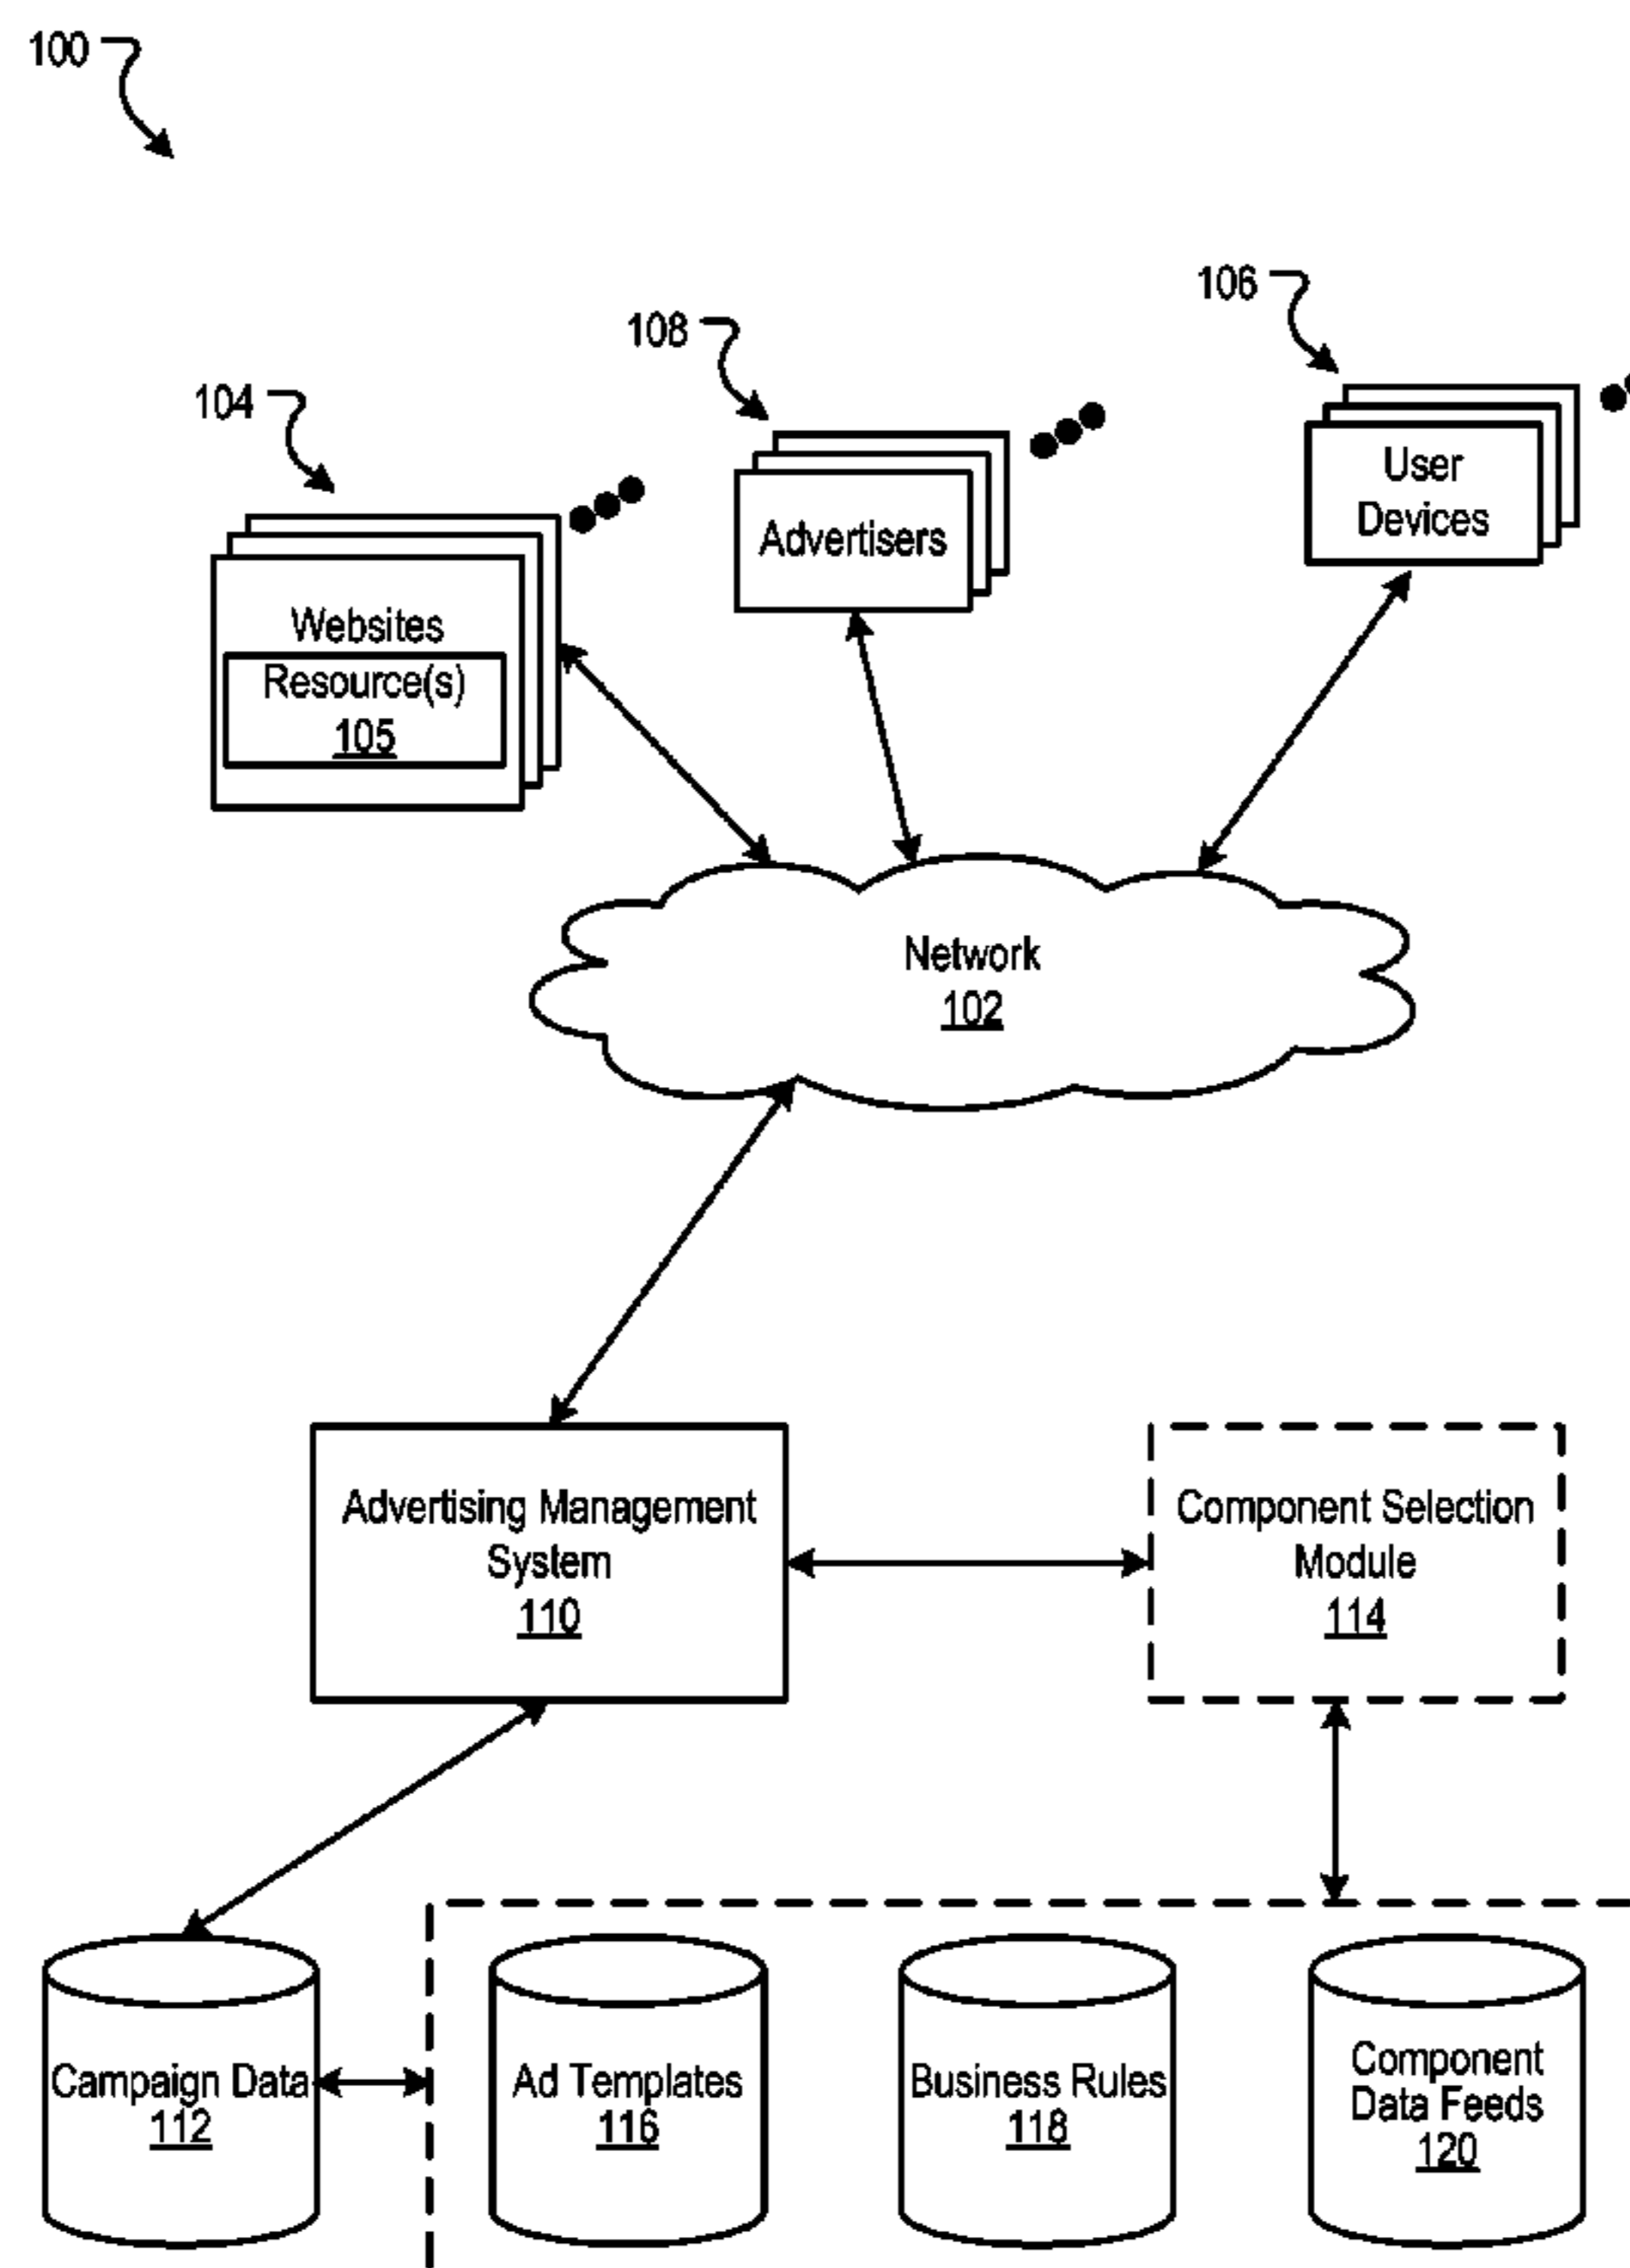 100
106
108
104
User
Devices
Advertisers
Websites
Resource(s)
105
Network
102
Advertising Management
System
110
Component Selection
Module
114
Campaign Data
112
Ad Templates
116
Business Rules
118
Component
Data Feeds
120